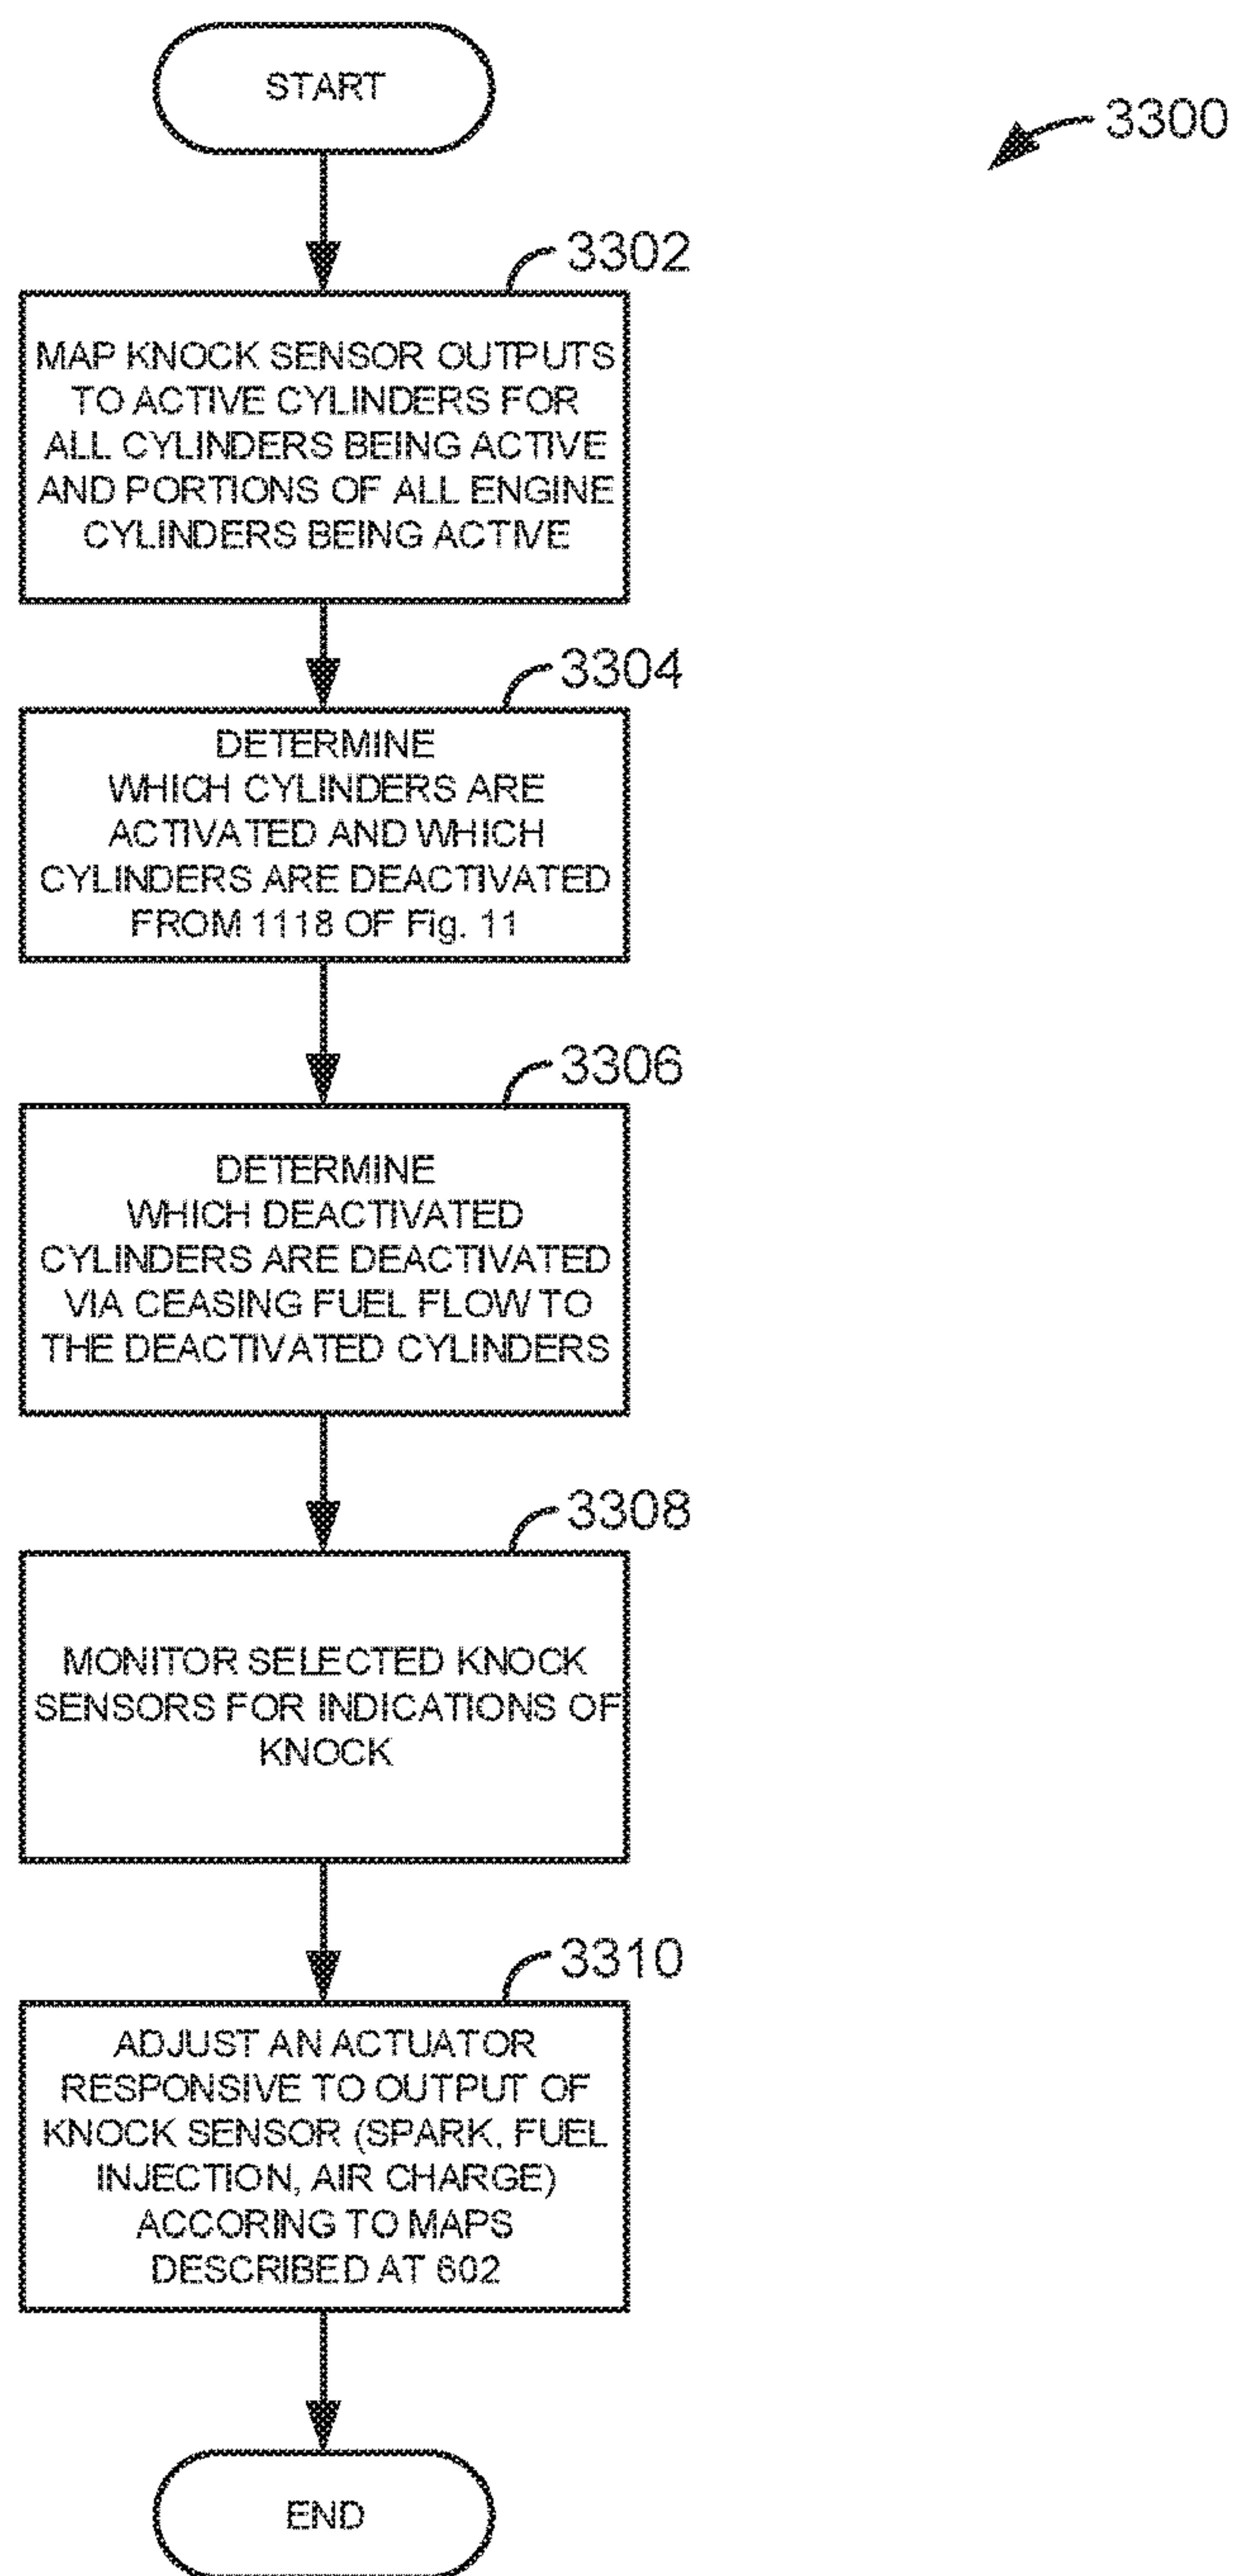 START
3300
3302
MAP KNOCK SENSOR OUTPUTS
TO ACTIVE CYLINDERS FOR
ALL CYLINDERS BEING ACTIVE
AND PORTIONS OF ALL ENGINE
CYLINDERS BEING ACTIVE
3304
DETERMINE
WHICH CYLINDERS ARE
ACTIVATED AND WHICH
CYLINDERS ARE DEACTIVATED
FROM 1118 OF Fig. 11
3306
DETERMINE
WHICH DEACTIVATED
CYLINDERS ARE DEACTIVATED
VIA CEASING FUEL FLOW TO
THE DEACTIVATED CYLINDERS
3308
MONITOR SELECTED KNOCK
SENSORS FOR INDICATIONS OF
KNOCK
3310
ADJUST AN ACTUATOR
RESPONSIVE TO OUTPUT OF
KNOCK SENSOR (SPARK, FUEL
INJECTION, AIR CHARGE)
ACCORING TO MAPS
DESCRIBED AT 602
END